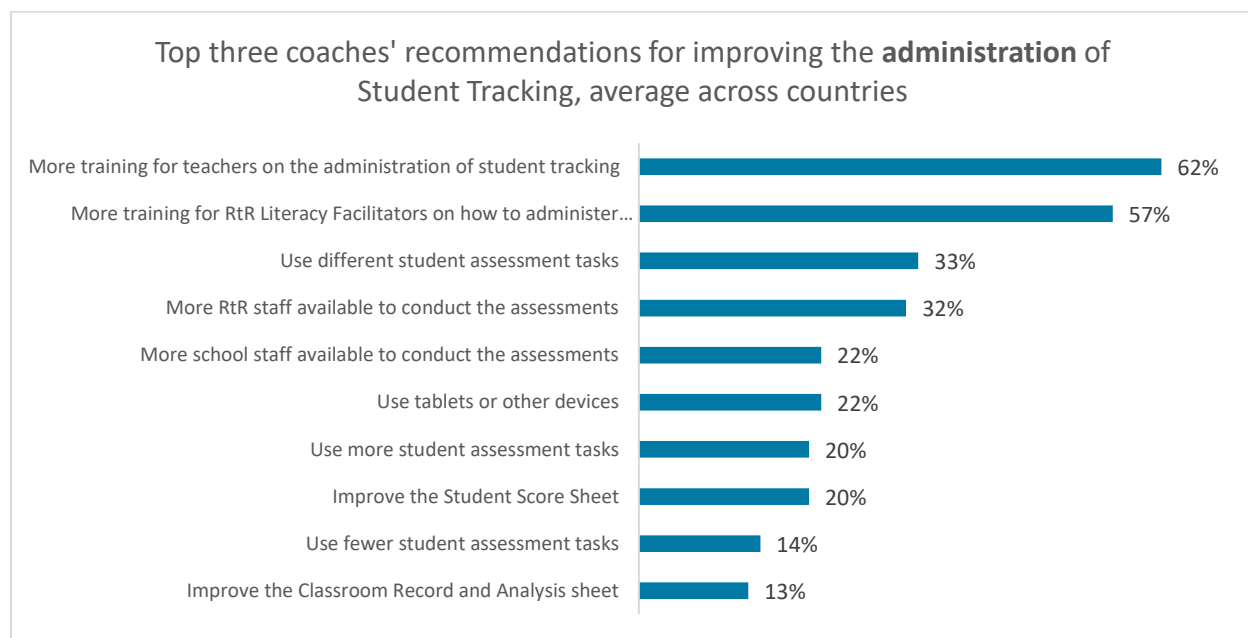 Top three coaches' recommendations for improving the administration of
Student Tracking, average across countries
More training for teachers on the administration of student tracking 62%
More training for RtR Literacy Facilitators on how to administer… 57%
Use different student assessment tasks 33%
More RtR staff available to conduct the assessments 32%
More school staff available to conduct the assessments 22%
Use tablets or other devices 22%
Use more student assessment tasks 20%
Improve the Student Score Sheet 20%
Use fewer student assessment tasks 14%
Improve the Classroom Record and Analysis sheet 13%